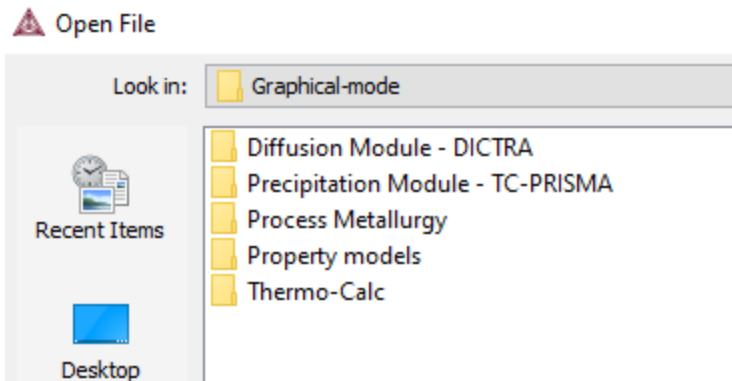 Open File
Look in: Graphical-mode
Diffusion Module - DICTRA
Precipitation Module - TC-PRISMA
Process Metallurgy
Property models
Thermo-Calc
Recent Items
Desktop